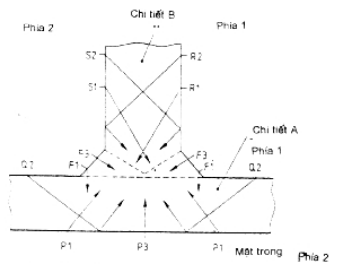 Chi tiết B
Phía 2
Phía 1
S2
R2
S1
R1
Chi tiết A
Phía 1
F3
F3
Q2
F1
F1
Q2
P1
P3
P1
Mặt trong
Phía 2